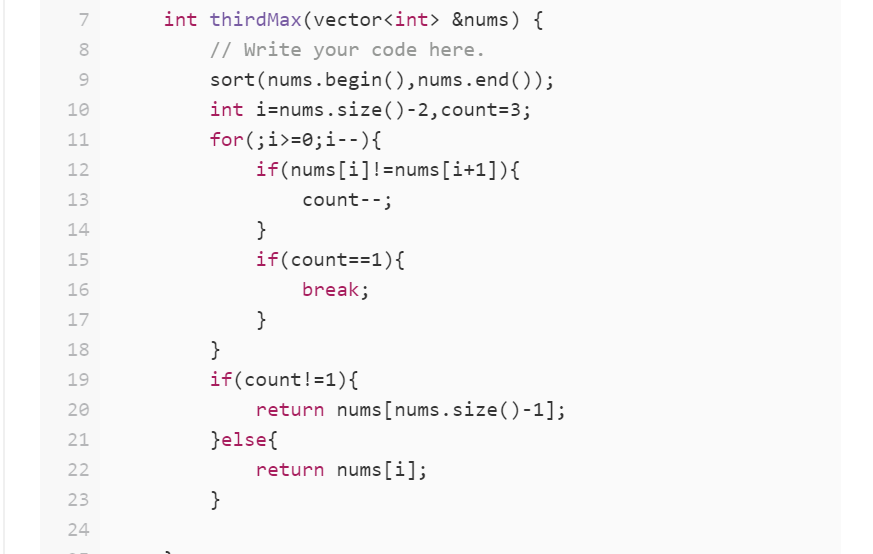 7 int thirdMax(vector<int> &nums) {
8 // Write your code here.
9 sort(nums.begin(),nums.end());
10 int i=nums.size()-2,count=3;
11 for(;i>=0;i--){
12 if(nums[i]!=nums[i+1]){
13 count--;
14 }
15 if(count==1){
16 break;
17 }
18 }
19 if(count!=1){
20 return nums[nums.size()-1];
21 }else{
22 return nums[i];
23 }
24